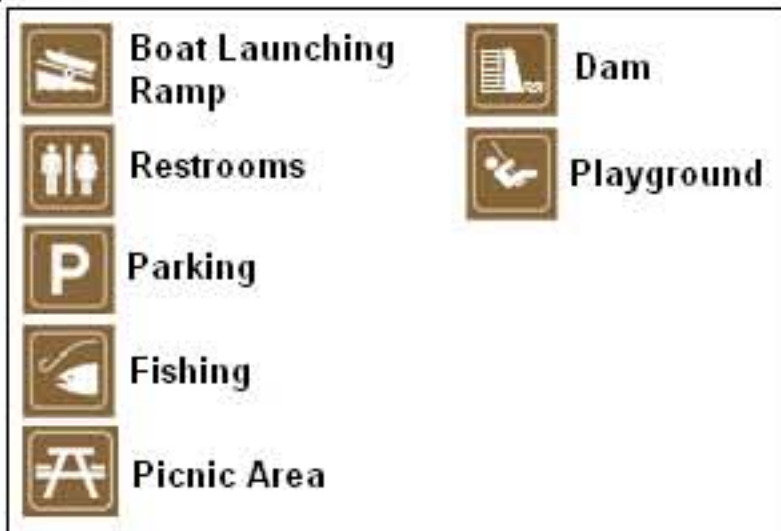 Boat Launching
Ramp
Restrooms
P
Parking
Fishing
Picnic Area
Dam
Playground